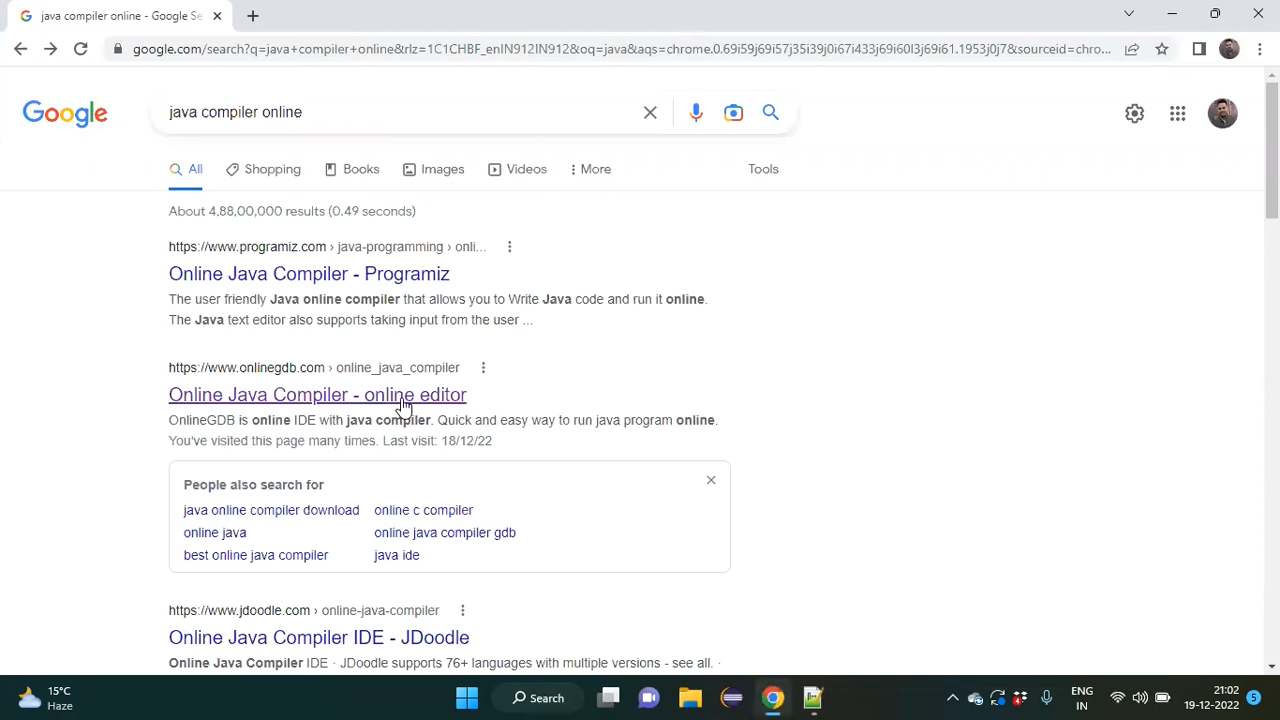 java compiler online - Google Se
google.com/search?q=java+compiler+online&rlz=1C1CHBF_enIN912IN912&oq=java&aqs=chrome.0.69i59j69i57j35i39j0i67i433j69i60l3j69i61.1953j0j7&sourceid=chro...
Google
java compiler online
All Shopping Books Images Videos More Tools
About 4,88,00,000 results (0.49 seconds)
https://www.programiz.com › java-programming › onli...
Online Java Compiler - Programiz
The user friendly Java online compiler that allows you to Write Java code and run it online.
The Java text editor also supports taking input from the user ...
https://www.onlinegdb.com › online_java_compiler
Online Java Compiler - online editor
OnlineGDB is online IDE with java compiler. Quick and easy way to run java program online.
You've visited this page many times. Last visit: 18/12/22
People also search for
java online compiler download online c compiler
online java online java compiler gdb
best online java compiler java ide
https://www.jdoodle.com › online-java-compiler
Online Java Compiler IDE - JDoodle
Online Java Compiler IDE · JDoodle supports 76+ languages with multiple versions - see all. ·
15°C
Haze
Search
ENG
IN
21:02
19-12-2022
5